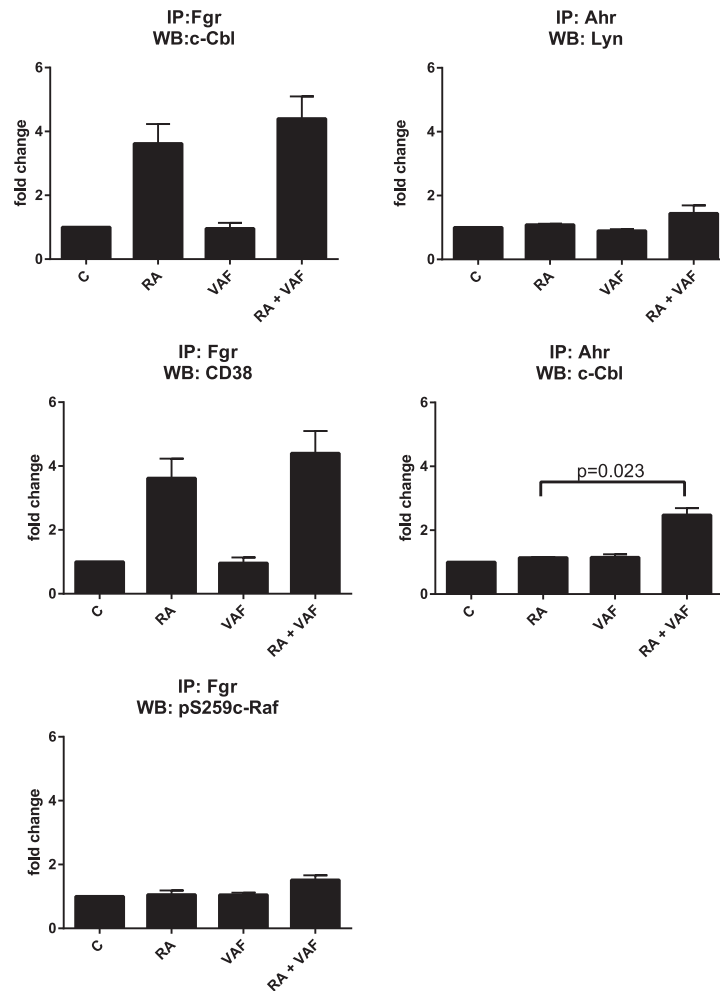 IP:Fgr
WB:c-Cbl
fold change
6
4
2
0
C
RA
VAF
RA + VAF
IP: Ahr
WB: Lyn
fold change
6
4
2
0
C
RA
VAF
RA + VAF
IP: Fgr
WB: CD38
fold change
6
4
2
0
C
RA
VAF
RA + VAF
IP: Ahr
WB: c-Cbl
fold change
6
4
2
0
p=0.023
C
RA
VAF
RA + VAF
IP: Fgr
WB: pS259c-Raf
fold change
6
4
2
0
C
RA
VAF
RA + VAF